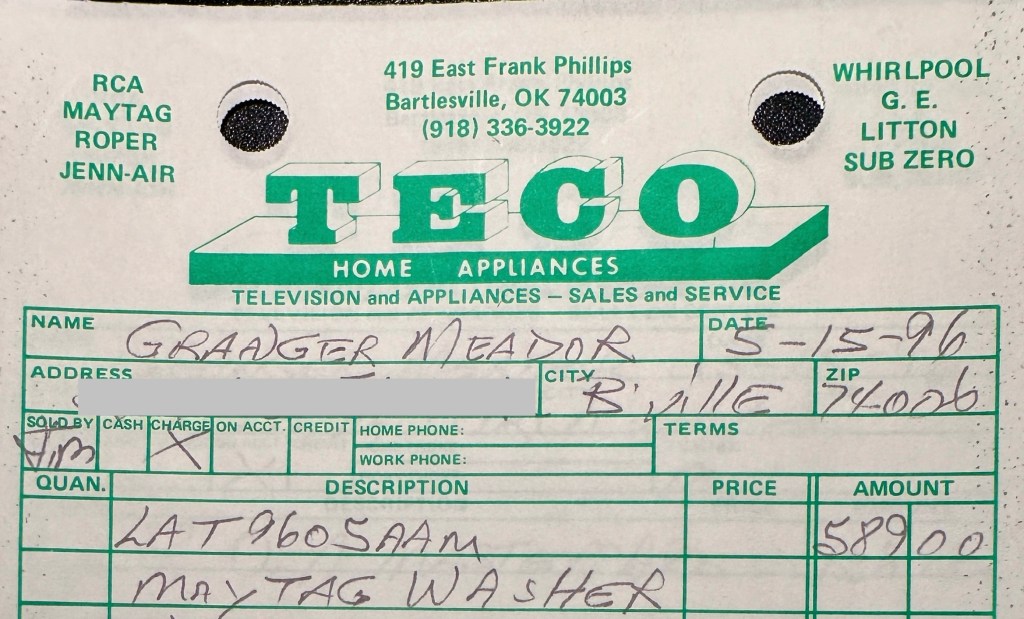 RCA
MAYTAG
ROPER
JENN-AIR
419 East Frank Phillips
Bartlesville, OK 74003
(918) 336-3922
WHIRLPOOL
G. E.
LITTON
SUB ZERO
TECO
HOME APPLIANCES
TELEVISION and APPLIANCES – SALES and SERVICE
NAME GRANGER MEADOR DATE 5-15-96
ADDRESS CITY B'ville ZIP 74006
SOLD BY Jim CASH CHARGE X ON ACCT. CREDIT HOME PHONE: TERMS
WORK PHONE:
QUAN. DESCRIPTION PRICE AMOUNT
LAT9605AAM 589 00
MAYTAG WASHER